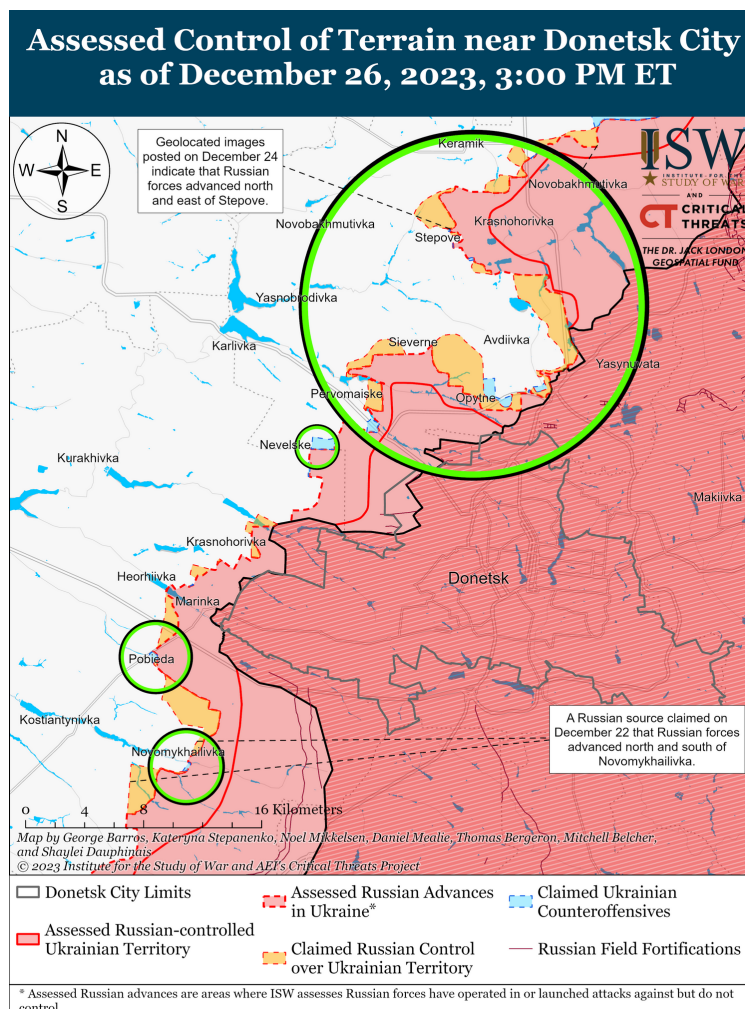 Assessed Control of Terrain near Donetsk City
as of December 26, 2023, 3:00 PM ET
N
W
E
S
Geolocated images
posted on December 24
indicate that Russian
forces advanced north
and east of Stepove.
Keramik
ISW
INSTITUTE FOR THE
STUDY OF WAR
AND
CT CRITICAL
THREATS
THE DR. JACK LONDON
GEOSPATIAL FUND
Novobakhmutivka
Krasnohorivka
Novobakhmutivka
Stepove
Yasnobrodivka
Karlivka
Sieverne
Avdiivka
Yasynuvata
Pervomaiske
Opytne
Nevelske
Kurakhivka
Makiivka
Krasnohorivka
Heorhiivka
Donetsk
Marinka
Pobieda
Kostiantynivka
Novomykhailivka
A Russian source claimed on
December 22 that Russian forces
advanced north and south of
Novomykhailivka.
0 4 8 16 Kilometers
Map by George Barros, Kateryna Stepanenko, Noel Mikkelsen, Daniel Mealie, Thomas Bergeron, Mitchell Belcher,
and Shaylei Dauphinais
© 2023 Institute for the Study of War and AEI's Critical Threats Project
Donetsk City Limits
Assessed Russian-controlled
Ukrainian Territory
Assessed Russian Advances
in Ukraine*
Claimed Russian Control
over Ukrainian Territory
Claimed Ukrainian
Counteroffensives
Russian Field Fortifications
* Assessed Russian advances are areas where ISW assesses Russian forces have operated in or launched attacks against but do not
control